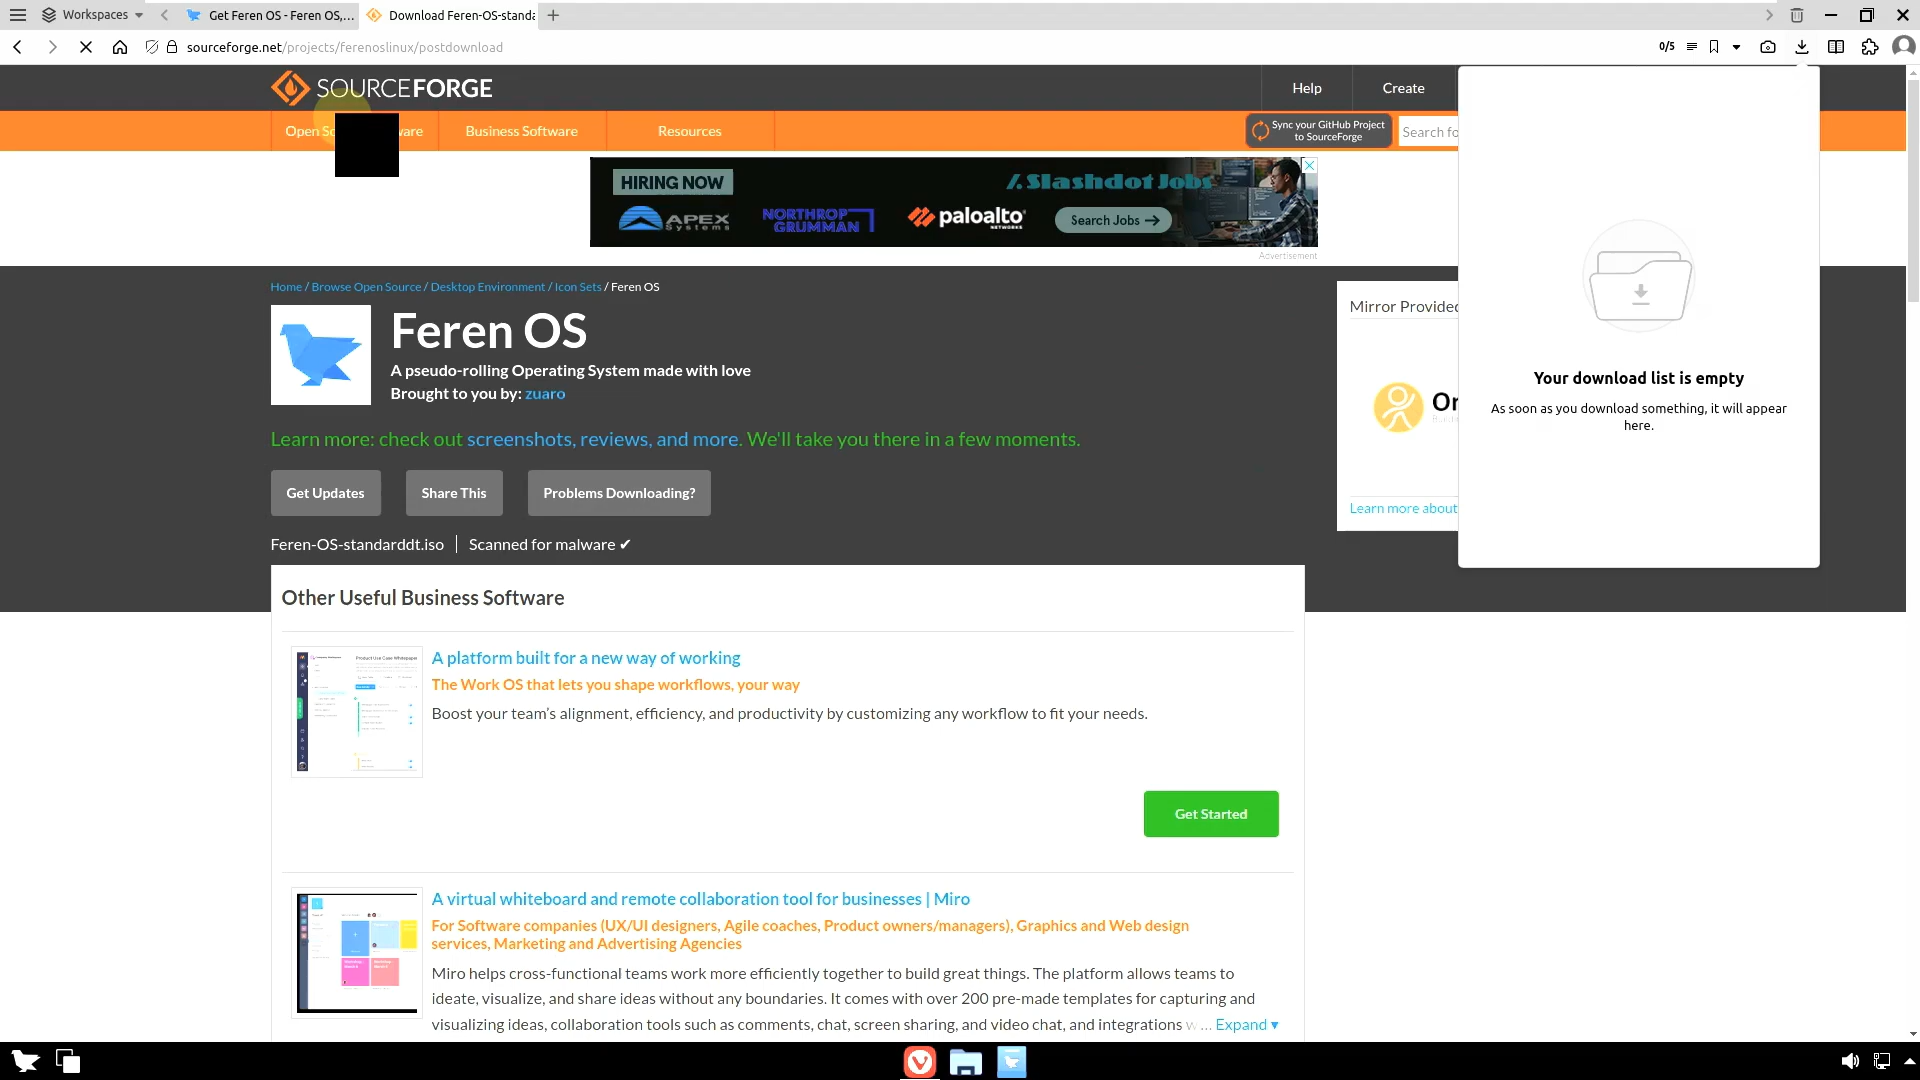 Workspaces
Get Feren OS - Feren OS,...
Download Feren-OS-standa
sourceforge.net/projects/ferenoslinux/postdownload
0/5
SOURCEFORGE
Help
Create
Business Software
Resources
Sync your GitHub Project
to SourceForge
Search fo
HIRING NOW
Slashdot Jobs
APEX
Systems
NORTHROP
GRUMMAN
paloalto
NETWORKS
Search Jobs →
Advertisement
Home / Browse Open Source / Desktop Environment / Icon Sets / Feren OS
Feren OS
A pseudo-rolling Operating System made with love
Brought to you by: zuaro
Learn more: check out screenshots, reviews, and more. We'll take you there in a few moments.
Get Updates
Share This
Problems Downloading?
Feren-OS-standarddt.iso
Scanned for malware ✔
Mirror Provided
Learn more about
Your download list is empty
As soon as you download something, it will appear
here.
Other Useful Business Software
A platform built for a new way of working
The Work OS that lets you shape workflows, your way
Boost your team’s alignment, efficiency, and productivity by customizing any workflow to fit your needs.
Get Started
A virtual whiteboard and remote collaboration tool for businesses | Miro
For Software companies (UX/UI designers, Agile coaches, Product owners/managers), Graphics and Web design
services, Marketing and Advertising Agencies
Miro helps cross-functional teams work more efficiently together to build great things. The platform allows teams to
ideate, visualize, and share ideas without any boundaries. It comes with over 200 pre-made templates for capturing and
visualizing ideas, collaboration tools such as comments, chat, screen sharing, and video chat, and integrations w... Expand ▾